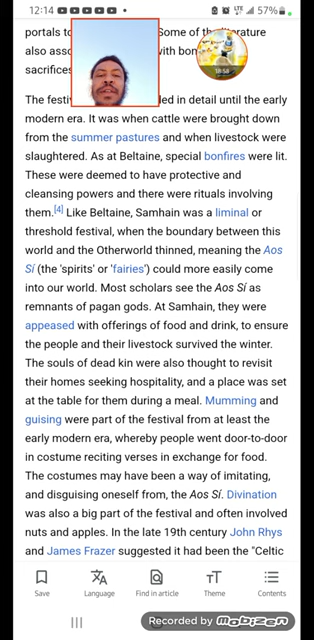 12:14
57%
portals to Some of the literature
also asso with bon
sacrifices
18:58
The festiv led in detail until the early
modern era. It was when cattle were brought down
from the summer pastures and when livestock were
slaughtered. As at Beltaine, special bonfires were lit.
These were deemed to have protective and
cleansing powers and there were rituals involving
them.[4] Like Beltaine, Samhain was a liminal or
threshold festival, when the boundary between this
world and the Otherworld thinned, meaning the Aos
Sí (the 'spirits' or 'fairies') could more easily come
into our world. Most scholars see the Aos Sí as
remnants of pagan gods. At Samhain, they were
appeased with offerings of food and drink, to ensure
the people and their livestock survived the winter.
The souls of dead kin were also thought to revisit
their homes seeking hospitality, and a place was set
at the table for them during a meal. Mumming and
guising were part of the festival from at least the
early modern era, whereby people went door-to-door
in costume reciting verses in exchange for food.
The costumes may have been a way of imitating,
and disguising oneself from, the Aos Sí. Divination
was also a big part of the festival and often involved
nuts and apples. In the late 19th century John Rhys
and James Frazer suggested it had been the "Celtic
Save Language Find in article Theme Contents
Recorded by Mobizen